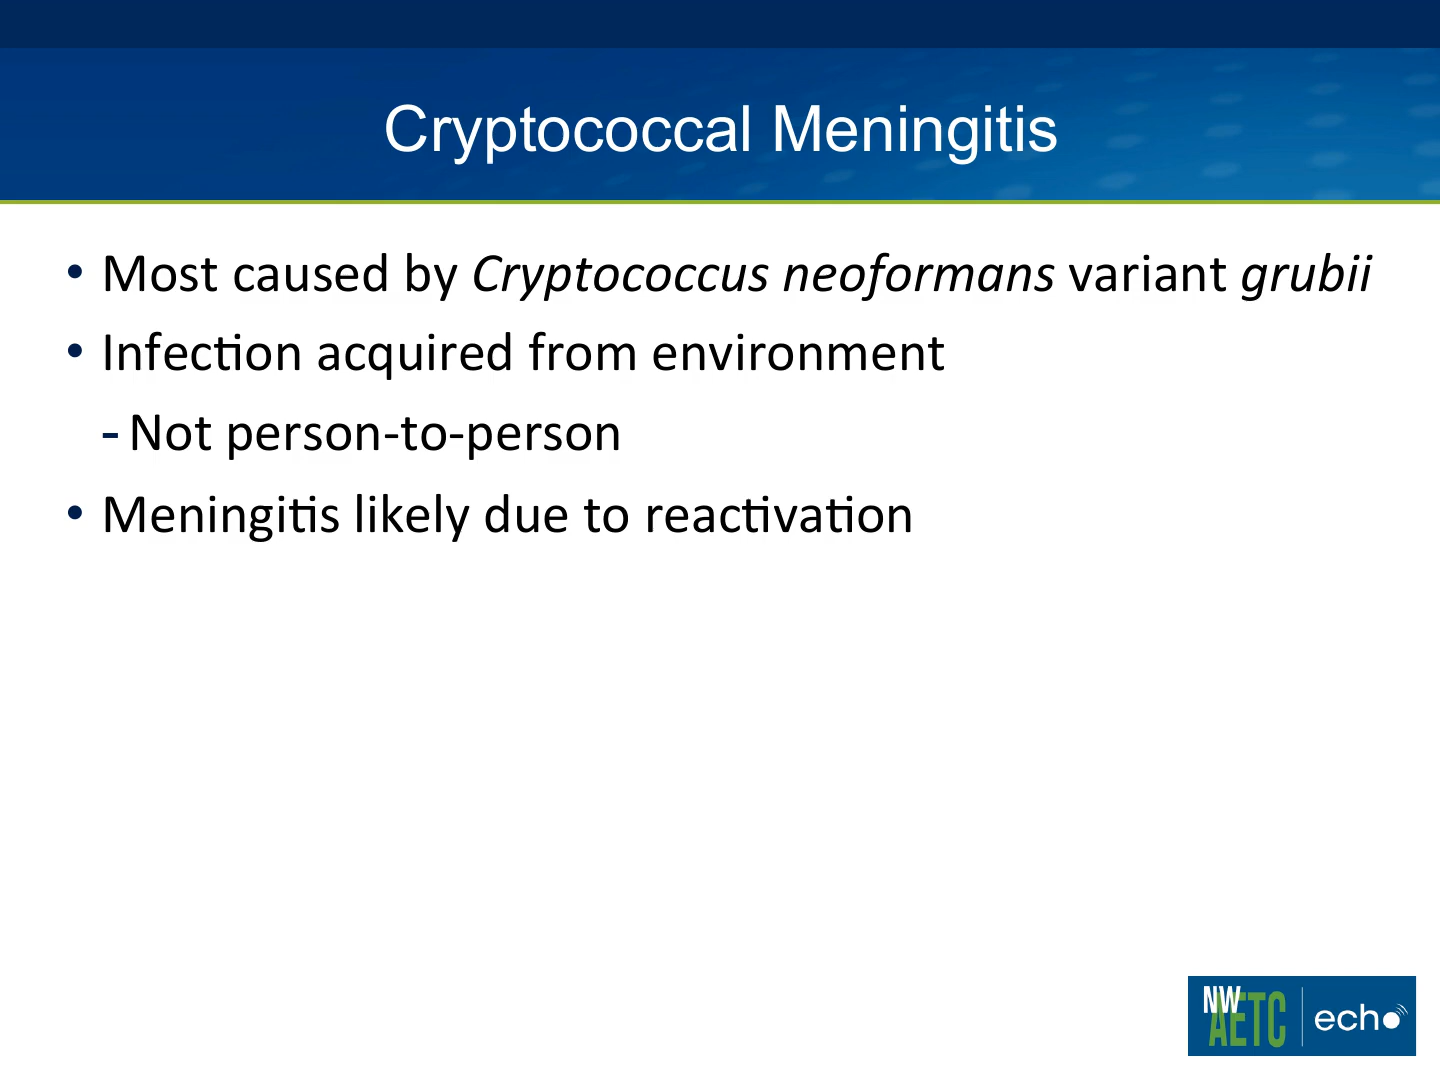 Cryptococcal Meningitis
• Most caused by Cryptococcus neoformans variant grubii
• Infection acquired from environment
- Not person-to-person
• Meningitis likely due to reactivation
NW
AETC echo